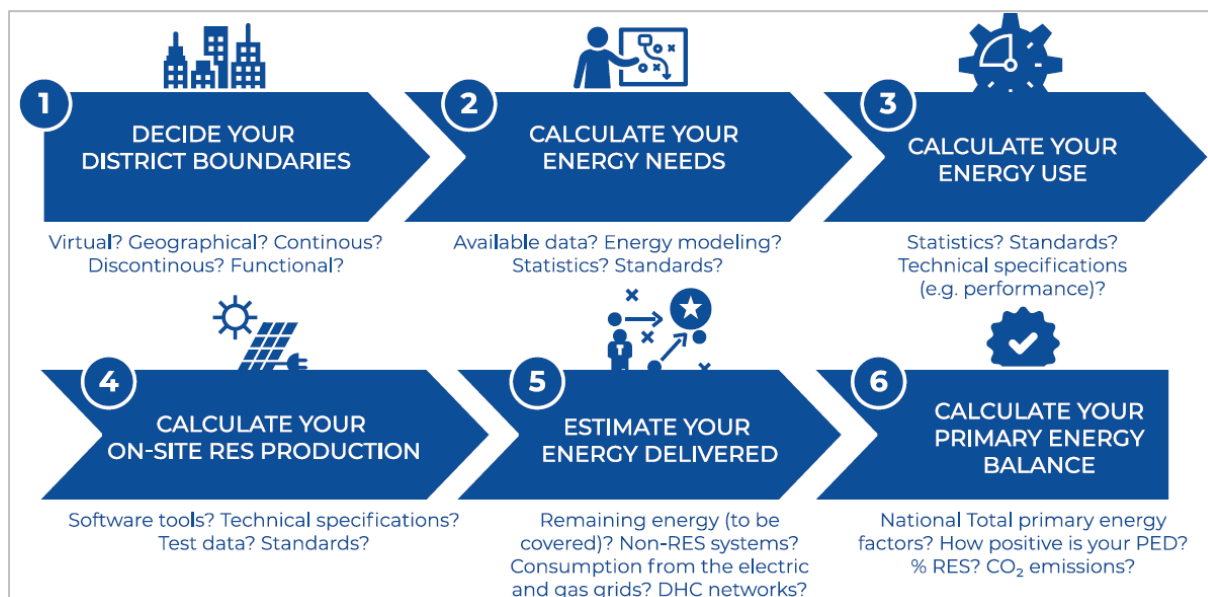 1
DECIDE YOUR
DISTRICT BOUNDARIES
Virtual? Geographical? Continous?
Discontinous? Functional?
2
CALCULATE YOUR
ENERGY NEEDS
Available data? Energy modeling?
Statistics? Standards?
3
CALCULATE YOUR
ENERGY USE
Statistics? Standards?
Technical specifications
(e.g. performance)?
4
CALCULATE YOUR
ON-SITE RES PRODUCTION
Software tools? Technical specifications?
Test data? Standards?
5
ESTIMATE YOUR
ENERGY DELIVERED
Remaining energy (to be
covered)? Non-RES systems?
Consumption from the electric
and gas grids? DHC networks?
6
CALCULATE YOUR
PRIMARY ENERGY
BALANCE
National Total primary energy
factors? How positive is your PED?
% RES? CO₂ emissions?